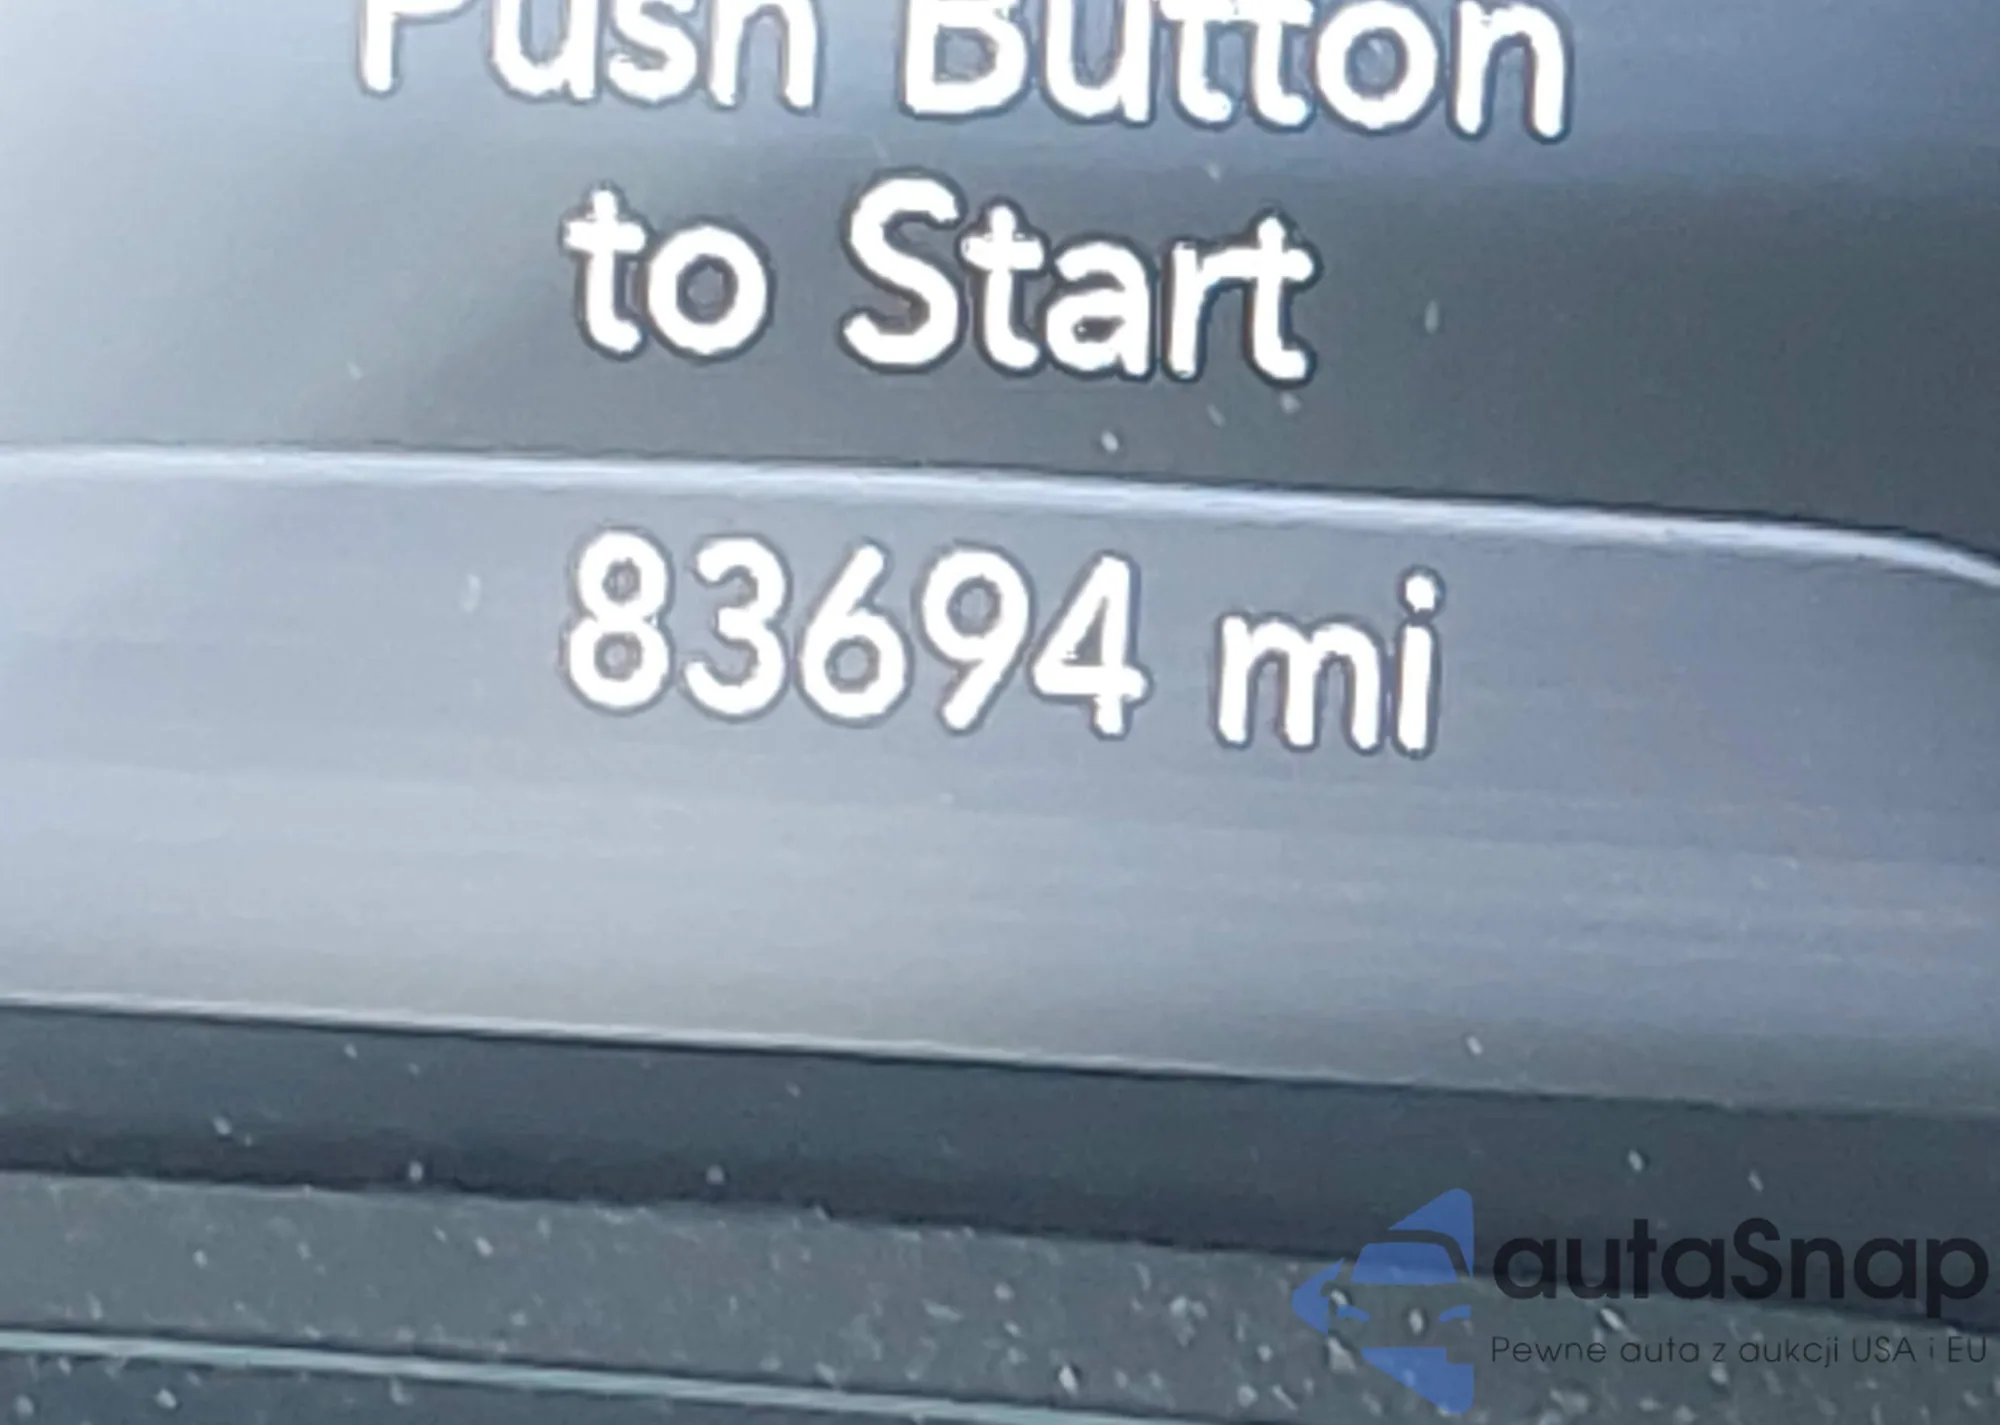 Push Button
to Start
83694 mi
autaSnap
Pewne auta z aukcji USA i EU